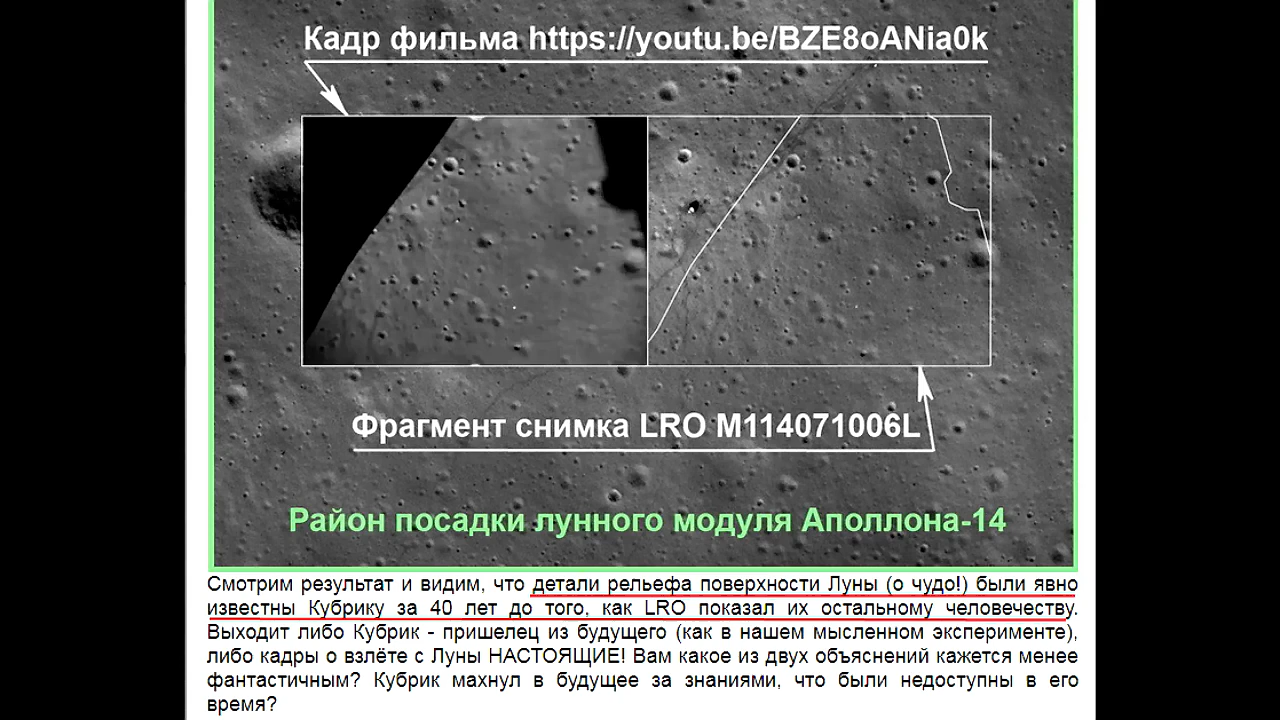 Кадр фильма https://youtu.be/BZE8oANia0k
Фрагмент снимка LRO M114071006L
Район посадки лунного модуля Аполлона-14
Смотрим результат и видим, что детали рельефа поверхности Луны (о чудо!) были явно
известны Кубрику за 40 лет до того, как LRO показал их остальному человечеству.
Выходит либо Кубрик - пришелец из будущего (как в нашем мысленном эксперименте),
либо кадры о взлёте с Луны НАСТОЯЩИЕ! Вам какое из двух объяснений кажется менее
фантастичным? Кубрик махнул в будущее за знаниями, что были недоступны в его
время?